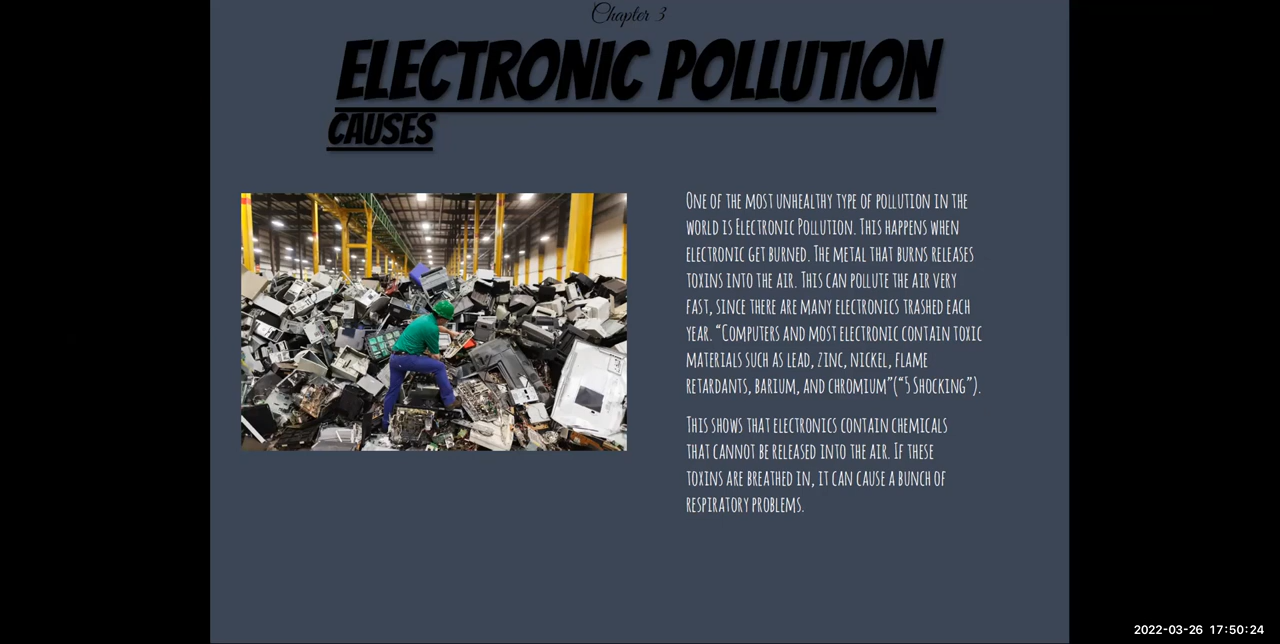 Chapter 3
ELECTRONIC POLLUTION
CAUSES
One of the most unhealthy type of pollution in the
world is Electronic Pollution. This happens when
electronic get burned. The metal that burns releases
toxins into the air. This can pollute the air very
fast, since there are many electronics trashed each
year. “Computers and most electronic contain toxic
materials such as lead, zinc, nickel, flame
retardants, barium, and chromium”(“5 Shocking”).
This shows that electronics contain chemicals
that cannot be released into the air. If these
toxins are breathed in, it can cause a bunch of
respiratory problems.
2022-03-26 17:50:24